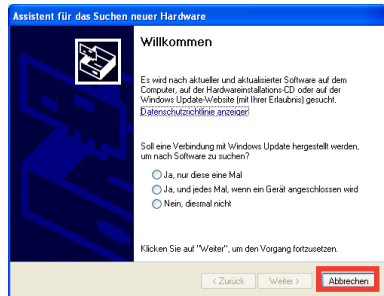 Assistent für das Suchen neuer Hardware
Willkommen
Es wird nach aktueller und aktualisierter Software auf dem
Computer, auf der Hardwareinstallations-CD oder auf der
Windows Update-Website (mit Ihrer Erlaubnis) gesucht.
Datenschutzrichtlinie anzeigen
Soll eine Verbindung mit Windows Update hergestellt werden,
um nach Software zu suchen?
Ja, nur diese eine Mal
Ja, und jedes Mal, wenn ein Gerät angeschlossen wird
Nein, diesmal nicht
Klicken Sie auf "Weiter", um den Vorgang fortzusetzen.
< Zurück Weiter > Abbrechen